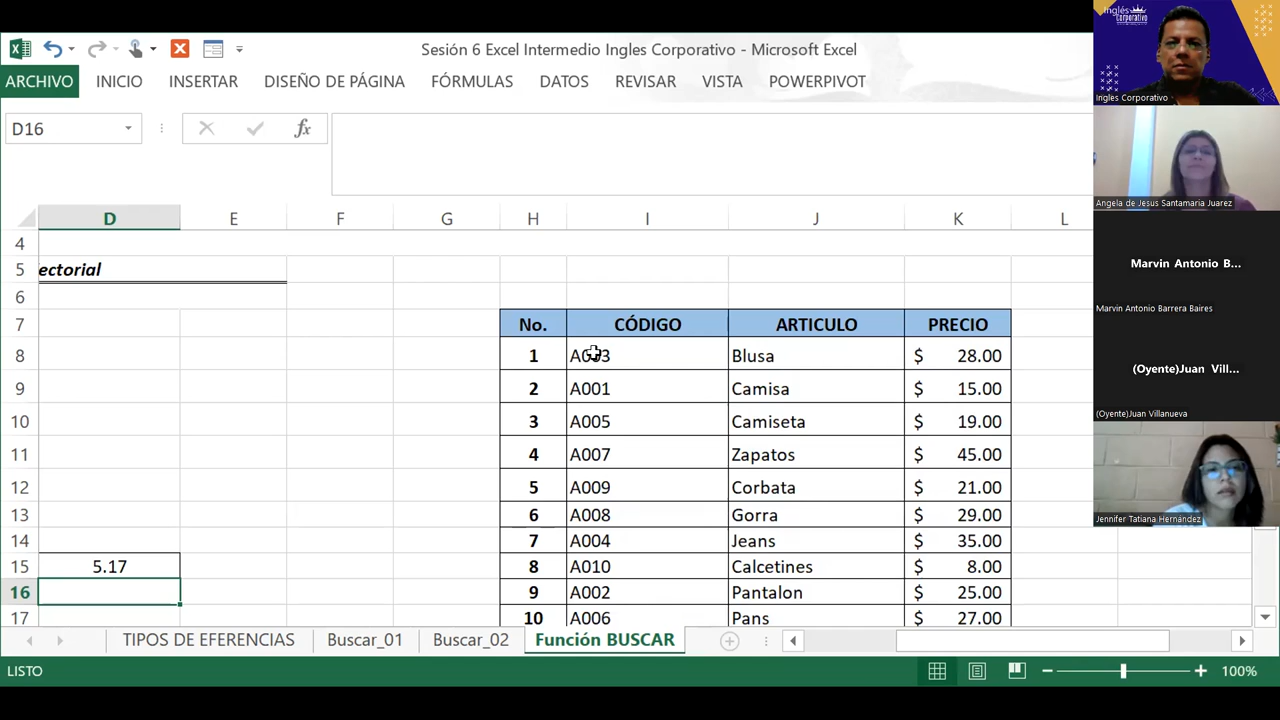 Sesión 6 Excel Intermedio Ingles Corporativo - Microsoft Excel
ARCHIVO INICIO INSERTAR DISEÑO DE PÁGINA FÓRMULAS DATOS REVISAR VISTA POWERPIVOT
D16 fx
D E F G H I J K L
4
5 ectorial
6
7 No. CÓDIGO ARTICULO PRECIO
8 1 A003 Blusa $ 28.00
9 2 A001 Camisa $ 15.00
10 3 A005 Camiseta $ 19.00
11 4 A007 Zapatos $ 45.00
12 5 A009 Corbata $ 21.00
13 6 A008 Gorra $ 29.00
14 7 A004 Jeans $ 35.00
15 5.17 8 A010 Calcetines $ 8.00
16 9 A002 Pantalon $ 25.00
17 10 A006 Pans $ 27.00
TIPOS DE EFERENCIAS Buscar_01 Buscar_02 Función BUSCAR
LISTO 100%
Inglés
Corporativo
Ingles Corporativo
Angela de Jesus Santamaria Juarez
Marvin Antonio B...
Marvin Antonio Barrera Baires
(Oyente)Juan Vill...
(Oyente)Juan Villanueva
Jennifer Tatiana Hernandez